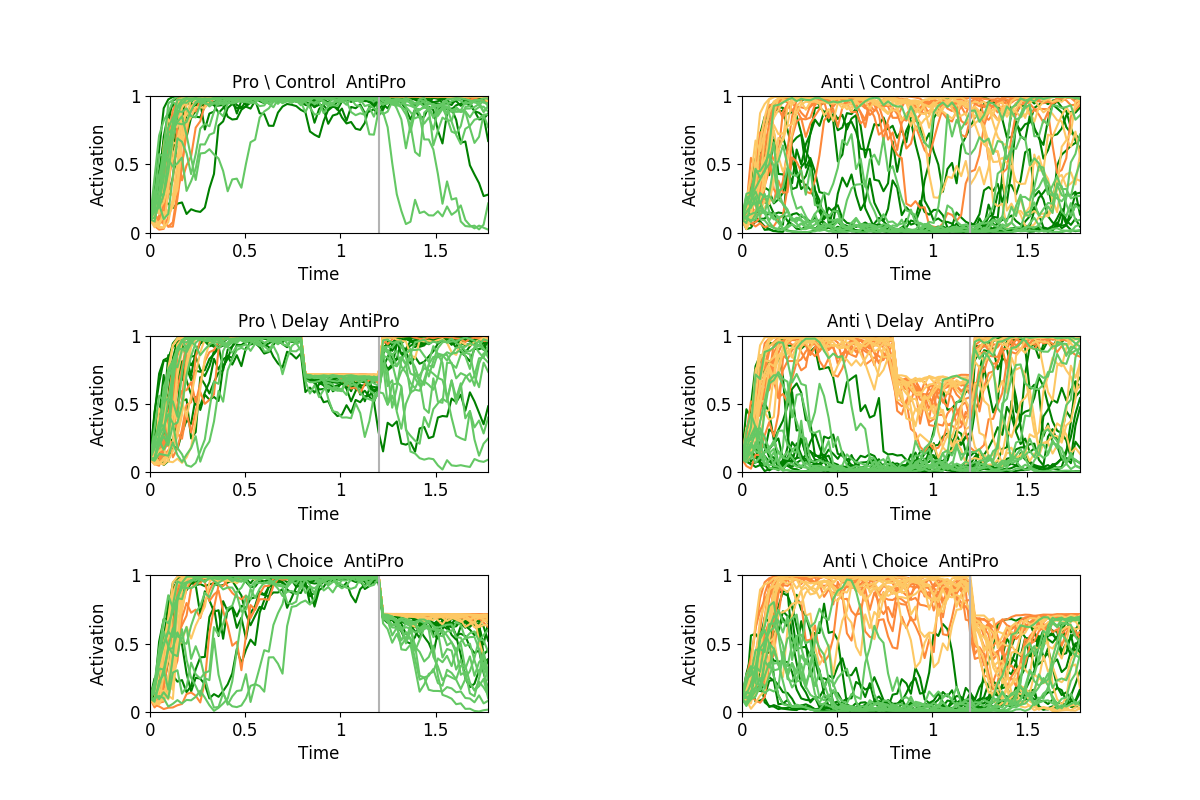 Pro \ Control  AntiPro
Activation
1
0.5
0
0 0.5 1 1.5
Time
Anti \ Control  AntiPro
Activation
1
0.5
0
0 0.5 1 1.5
Time
Pro \ Delay  AntiPro
Activation
1
0.5
0
0 0.5 1 1.5
Time
Anti \ Delay  AntiPro
Activation
1
0.5
0
0 0.5 1 1.5
Time
Pro \ Choice  AntiPro
Activation
1
0.5
0
0 0.5 1 1.5
Time
Anti \ Choice  AntiPro
Activation
1
0.5
0
0 0.5 1 1.5
Time